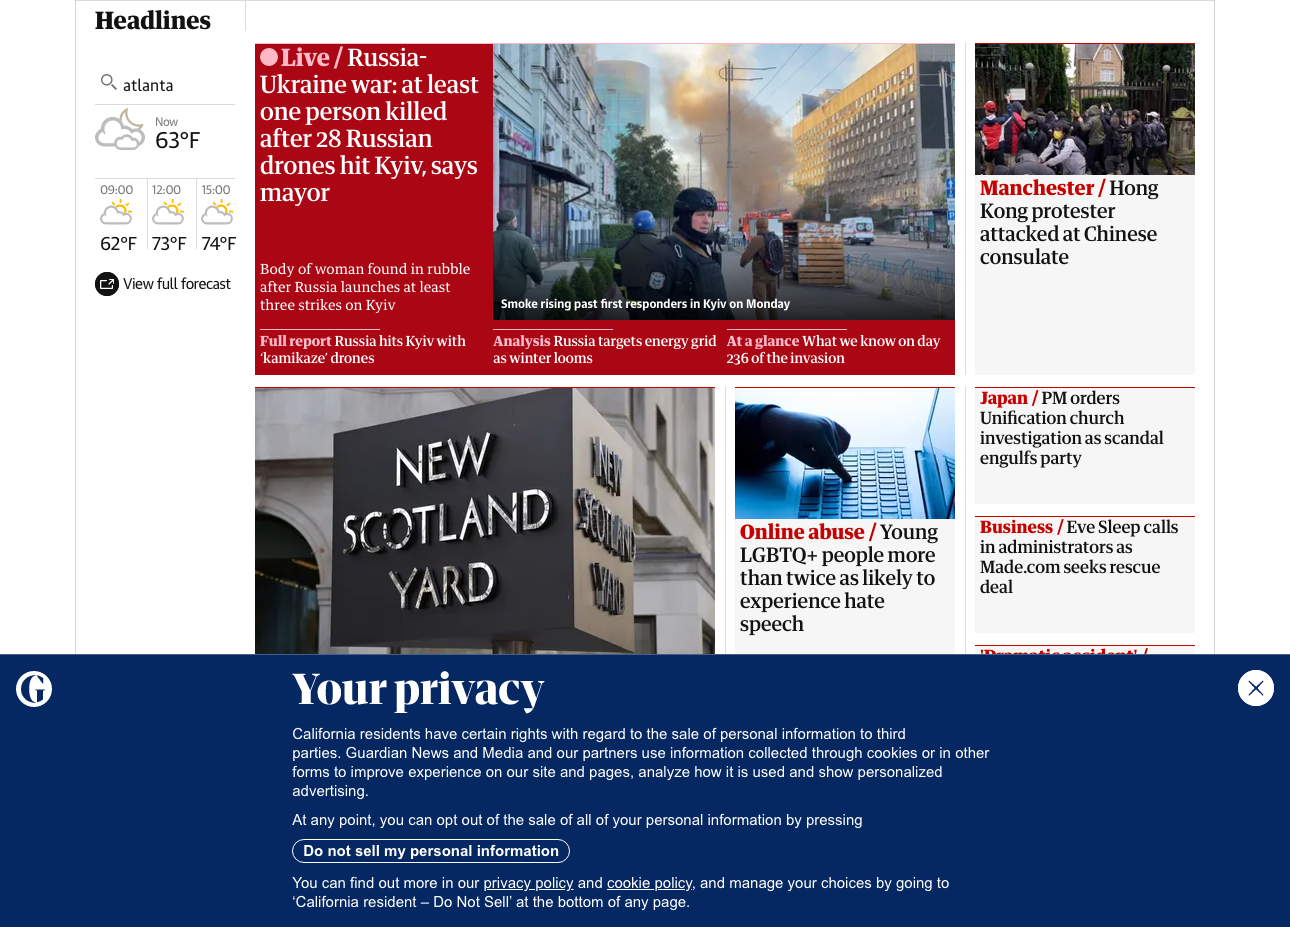 Headlines
atlanta
Now
63°F
09:00 12:00 15:00
62°F 73°F 74°F
View full forecast
Live / Russia-
Ukraine war: at least
one person killed
after 28 Russian
drones hit Kyiv, says
mayor
Body of woman found in rubble
after Russia launches at least
three strikes on Kyiv
Smoke rising past first responders in Kyiv on Monday
Full report Russia hits Kyiv with
‘kamikaze’ drones
Analysis Russia targets energy grid
as winter looms
At a glance What we know on day
236 of the invasion
Manchester / Hong
Kong protester
attacked at Chinese
consulate
NEW
SCOTLAND
YARD
NEW
SCOTLAND
YARD
Online abuse / Young
LGBTQ+ people more
than twice as likely to
experience hate
speech
Japan / PM orders
Unification church
investigation as scandal
engulfs party
Business / Eve Sleep calls
in administrators as
Made.com seeks rescue
deal
'Dramatic accident' /
Your privacy
California residents have certain rights with regard to the sale of personal information to third
parties. Guardian News and Media and our partners use information collected through cookies or in other
forms to improve experience on our site and pages, analyze how it is used and show personalized
advertising.
At any point, you can opt out of the sale of all of your personal information by pressing
Do not sell my personal information
You can find out more in our privacy policy and cookie policy, and manage your choices by going to
‘California resident – Do Not Sell’ at the bottom of any page.